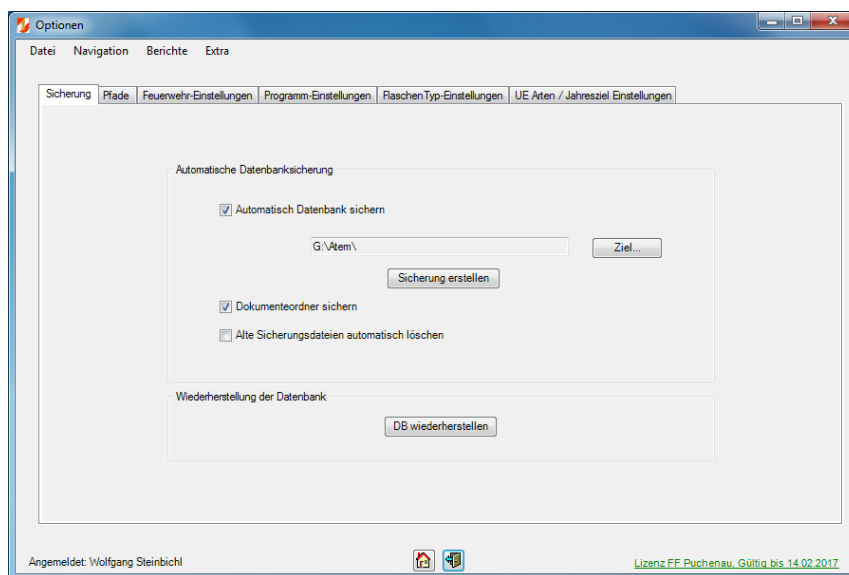 Optionen
Datei Navigation Berichte Extra
Sicherung Pfade Feuerwehr-Einstellungen Programm-Einstellungen FlaschenTyp-Einstellungen UE Arten / Jahresziel Einstellungen
Automatische Datenbanksicherung
Automatisch Datenbank sichern
G:\Atem\ Ziel...
Sicherung erstellen
Dokumenteordner sichern
Alte Sicherungsdateien automatisch löschen
Wiederherstellung der Datenbank
DB wiederherstellen
Angemeldet: Wolfgang Steinbichl Lizenz FF Puchenau, Gültig bis 14.02.2017